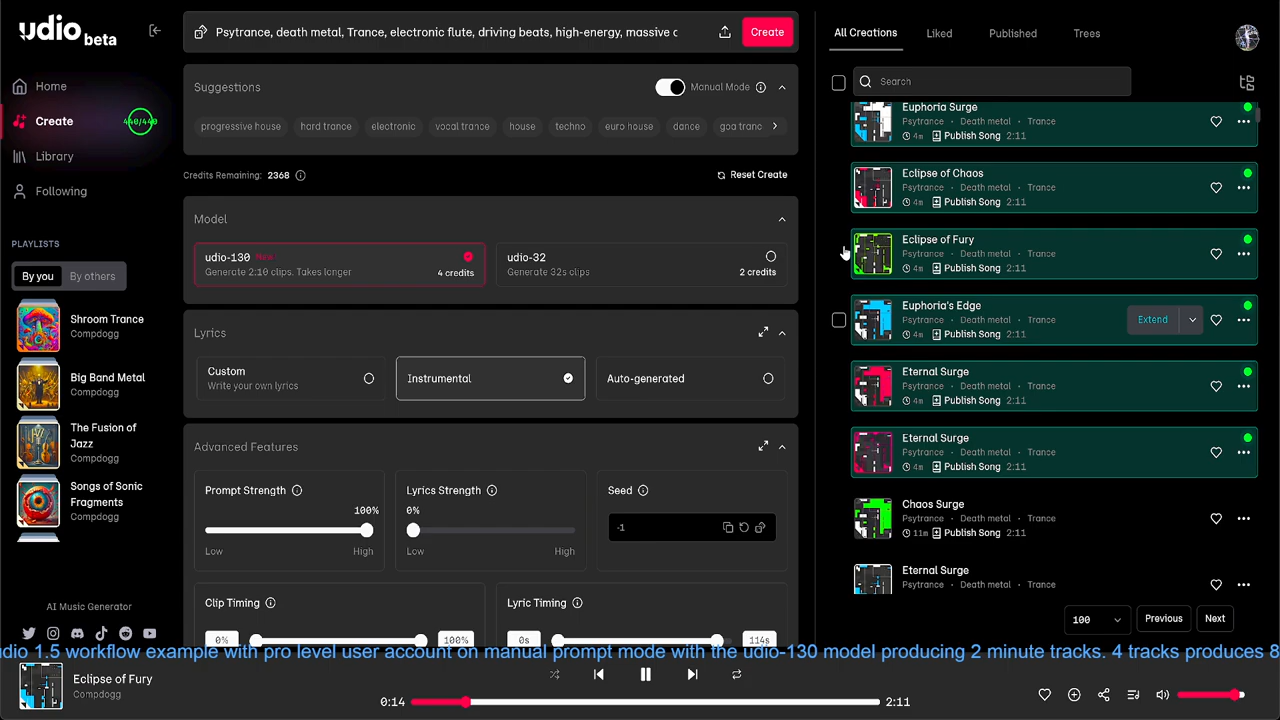 udio beta
Home
Create
440/440
Library
Following
PLAYLISTS
By you
By others
Shroom Trance
Compdogg
Big Band Metal
Compdogg
The Fusion of
Jazz
Compdogg
Songs of Sonic
Fragments
Compdogg
AI Music Generator
Psytrance, death metal, Trance, electronic flute, driving beats, high-energy, massive c
Create
Suggestions
Manual Mode
progressive house
hard trance
electronic
vocal trance
house
techno
euro house
dance
goa tranc
Credits Remaining: 2368
Reset Create
Model
udio-130
Generate 2:10 clips. Takes longer
4 credits
udio-32
Generate 32s clips
2 credits
Lyrics
Custom
Write your own lyrics
Instrumental
Auto-generated
Advanced Features
Prompt Strength
100%
Low High
Lyrics Strength
0%
Low High
Seed
-1
Clip Timing
0% 100%
Lyric Timing
0s 114s
All Creations
Liked
Published
Trees
Search
Euphoria Surge
Psytrance • Death metal • Trance
4m Publish Song 2:11
Eclipse of Chaos
Psytrance • Death metal • Trance
4m Publish Song 2:11
Eclipse of Fury
Psytrance • Death metal • Trance
4m Publish Song 2:11
Euphoria's Edge
Psytrance • Death metal • Trance
4m Publish Song 2:11
Extend
Eternal Surge
Psytrance • Death metal • Trance
4m Publish Song 2:11
Eternal Surge
Psytrance • Death metal • Trance
4m Publish Song 2:11
Chaos Surge
Psytrance • Death metal • Trance
11m Publish Song 2:11
Eternal Surge
Psytrance • Death metal • Trance
100
Previous
Next
udio 1.5 workflow example with pro level user account on manual prompt mode with the udio-130 model producing 2 minute tracks. 4 tracks produces 8
Eclipse of Fury
Compdogg
0:14
2:11